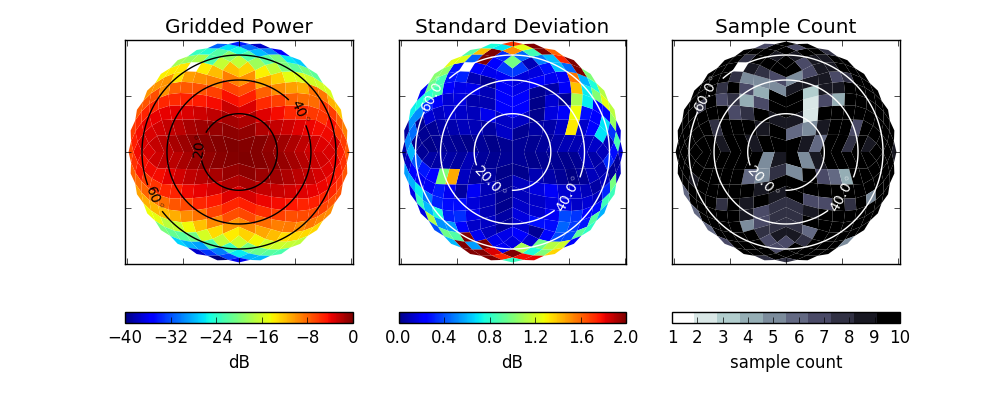 Gridded Power
Standard Deviation
Sample Count
20
40
60°
60.0°
20.0°
40.0°
60.0°
20.0°
40.0°
−40 −32 −24 −16 −8 0
dB
0.0 0.4 0.8 1.2 1.6 2.0
dB
1 2 3 4 5 6 7 8 9 10
sample count